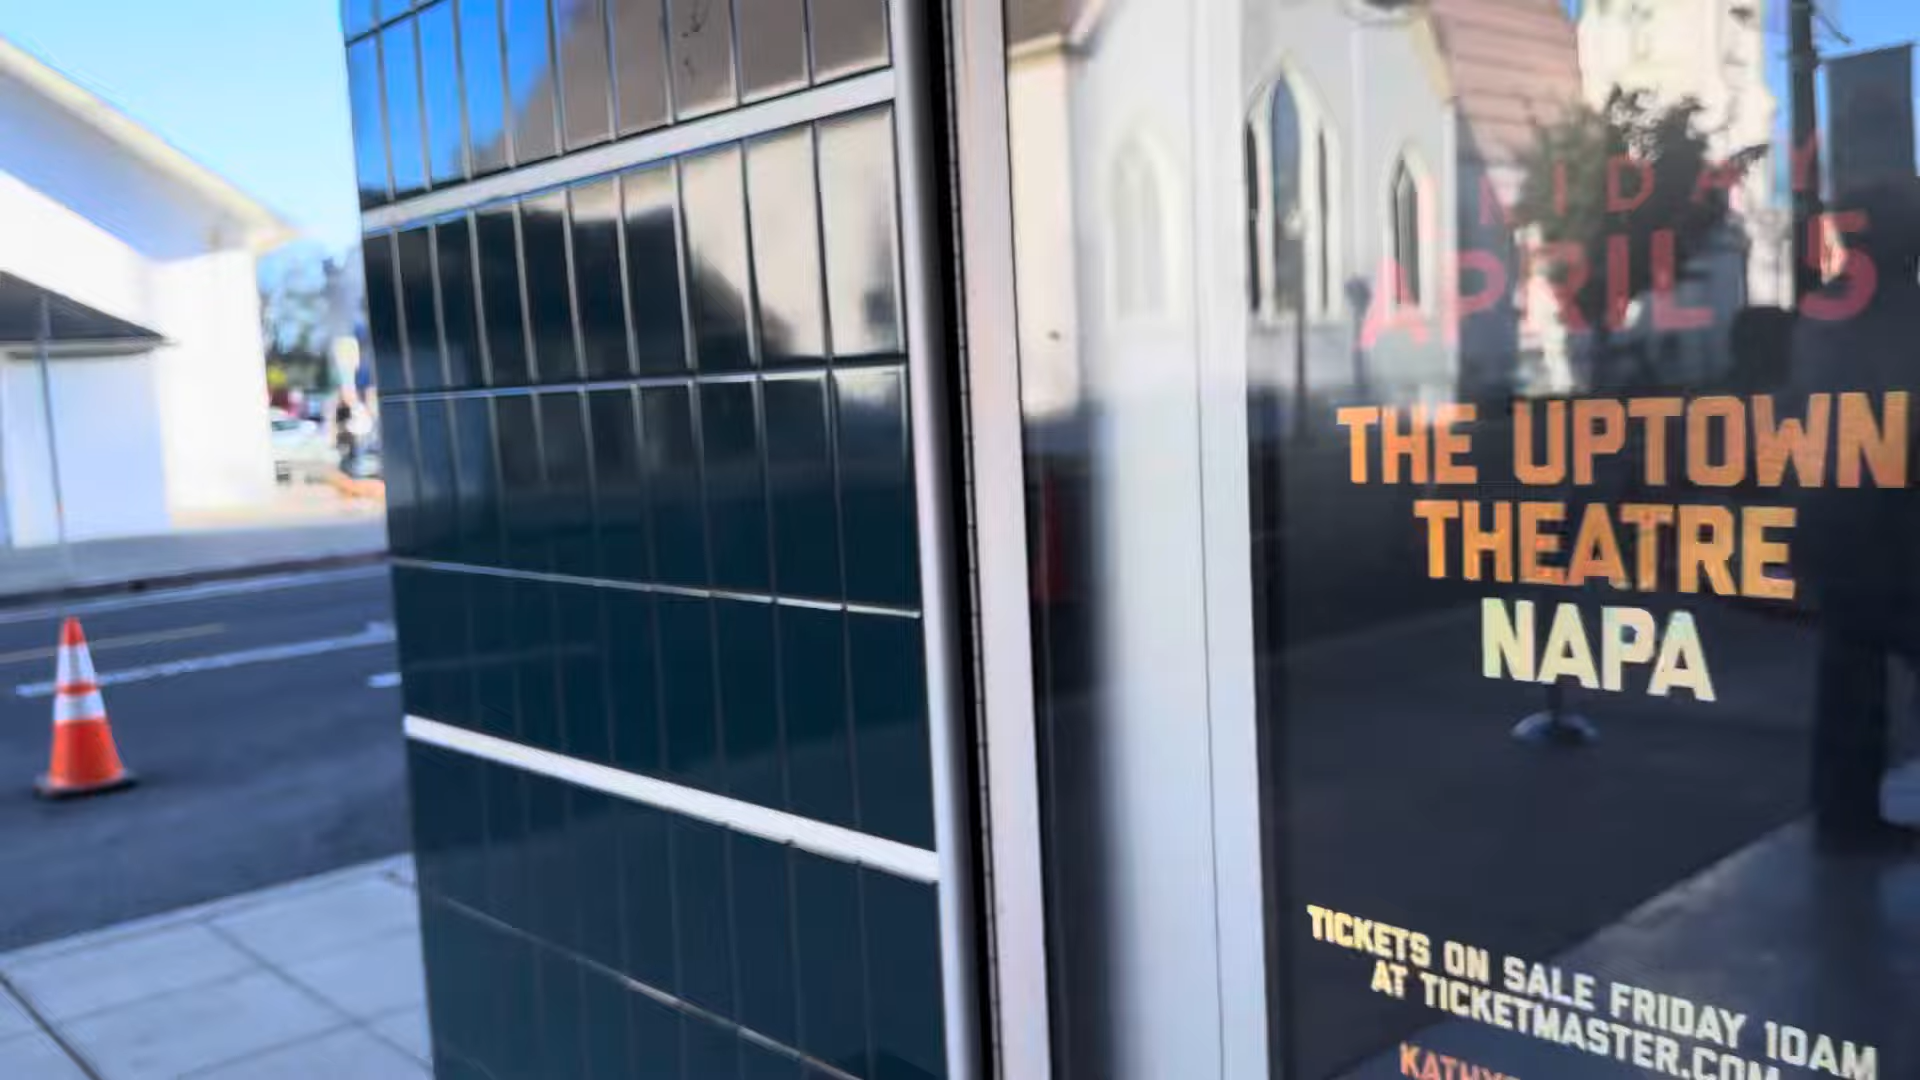 FRIDAY
APRIL 5
THE UPTOWN
THEATRE
NAPA
TICKETS ON SALE FRIDAY 10AM
AT TICKETMASTER.COM